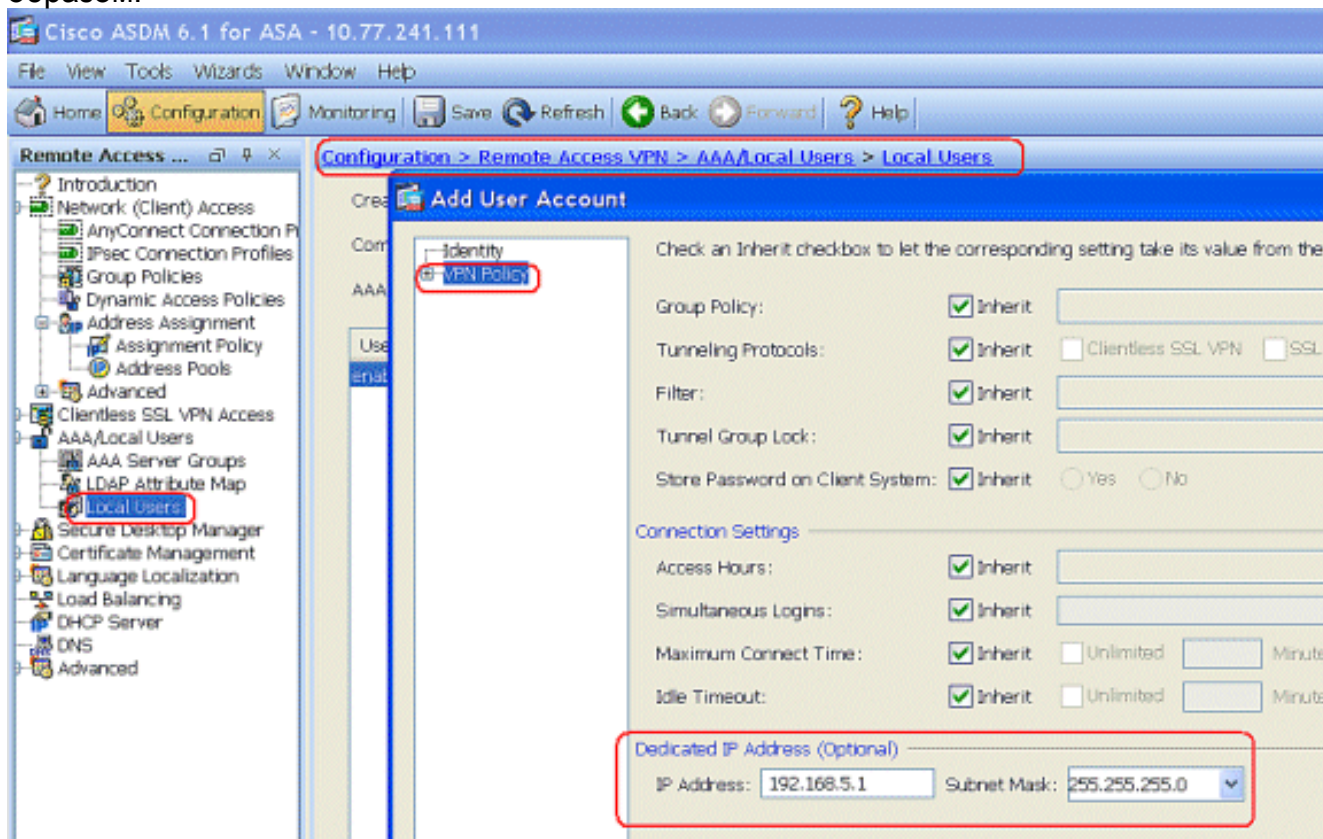 образом.
Cisco ASDM 6.1 for ASA - 10.77.241.111
File View Tools Wizards Window Help
Home Configuration Monitoring Save Refresh Back Forward Help
Remote Access ...
Configuration > Remote Access VPN > AAA/Local Users > Local Users
Introduction
Network (Client) Access
AnyConnect Connection P
IPsec Connection Profiles
Group Policies
Dynamic Access Policies
Address Assignment
Assignment Policy
Address Pools
Advanced
Clientless SSL VPN Access
AAA/Local Users
AAA Server Groups
LDAP Attribute Map
Local Users
Secure Desktop Manager
Certificate Management
Language Localization
Load Balancing
DHCP Server
DNS
Advanced
Crea
Com
AAA
Use
enab
Add User Account
Identity
VPN Policy
Check an Inherit checkbox to let the corresponding setting take its value from the
Group Policy: Inherit
Tunneling Protocols: Inherit Clientless SSL VPN SSL
Filter: Inherit
Tunnel Group Lock: Inherit
Store Password on Client System: Inherit Yes No
Connection Settings
Access Hours: Inherit
Simultaneous Logins: Inherit
Maximum Connect Time: Inherit Unlimited Minute
Idle Timeout: Inherit Unlimited Minute
Dedicated IP Address (Optional)
IP Address: 192.168.5.1 Subnet Mask: 255.255.255.0